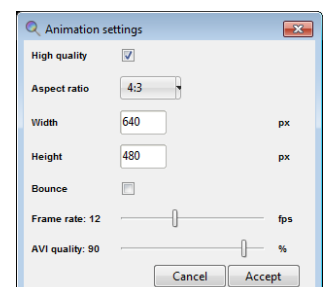 Animation settings
High quality
Aspect ratio 4:3
Width 640 px
Height 480 px
Bounce
Frame rate: 12 fps
AVI quality: 90 %
Cancel Accept